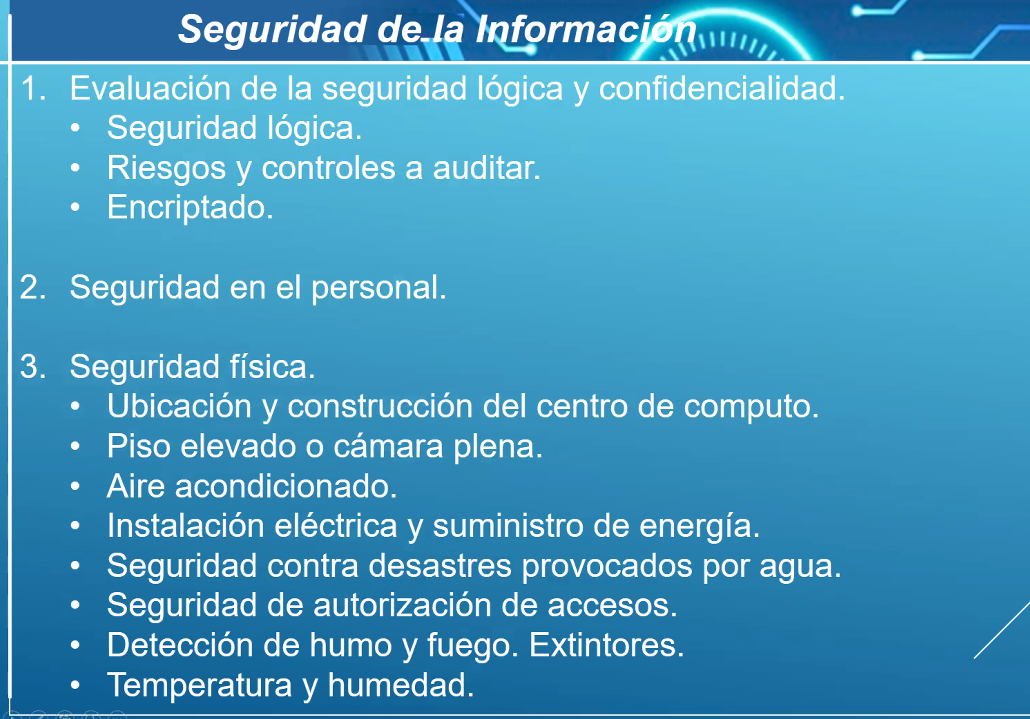 Seguridad de la Información
1. Evaluación de la seguridad lógica y confidencialidad.
• Seguridad lógica.
• Riesgos y controles a auditar.
• Encriptado.
2. Seguridad en el personal.
3. Seguridad física.
• Ubicación y construcción del centro de computo.
• Piso elevado o cámara plena.
• Aire acondicionado.
• Instalación eléctrica y suministro de energía.
• Seguridad contra desastres provocados por agua.
• Seguridad de autorización de accesos.
• Detección de humo y fuego. Extintores.
• Temperatura y humedad.